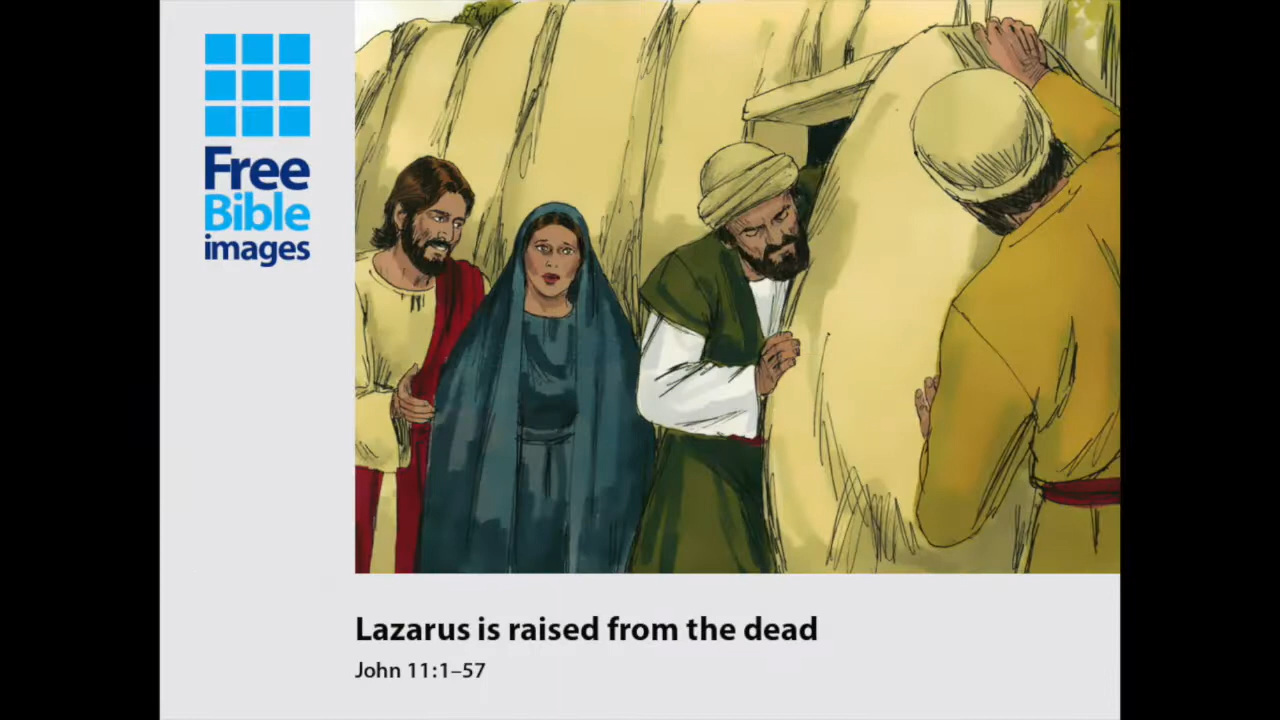 Free
Bible
images
Lazarus is raised from the dead
John 11:1–57